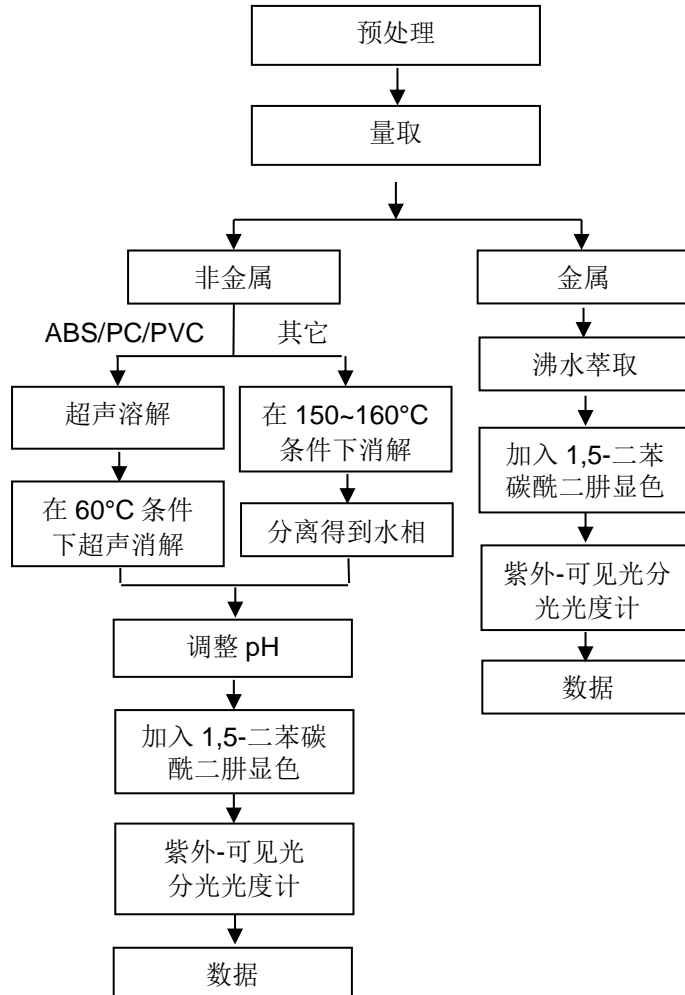 预处理
量取
非金属
金属
ABS/PC/PVC
其它
沸水萃取
超声溶解
在 150~160°C
条件下消解
加入 1,5-二苯
碳酰二肼显色
在 60°C 条件
下超声消解
分离得到水相
紫外-可见光分
光光度计
调整 pH
数据
加入 1,5-二苯碳
酰二肼显色
紫外-可见光
分光光度计
数据